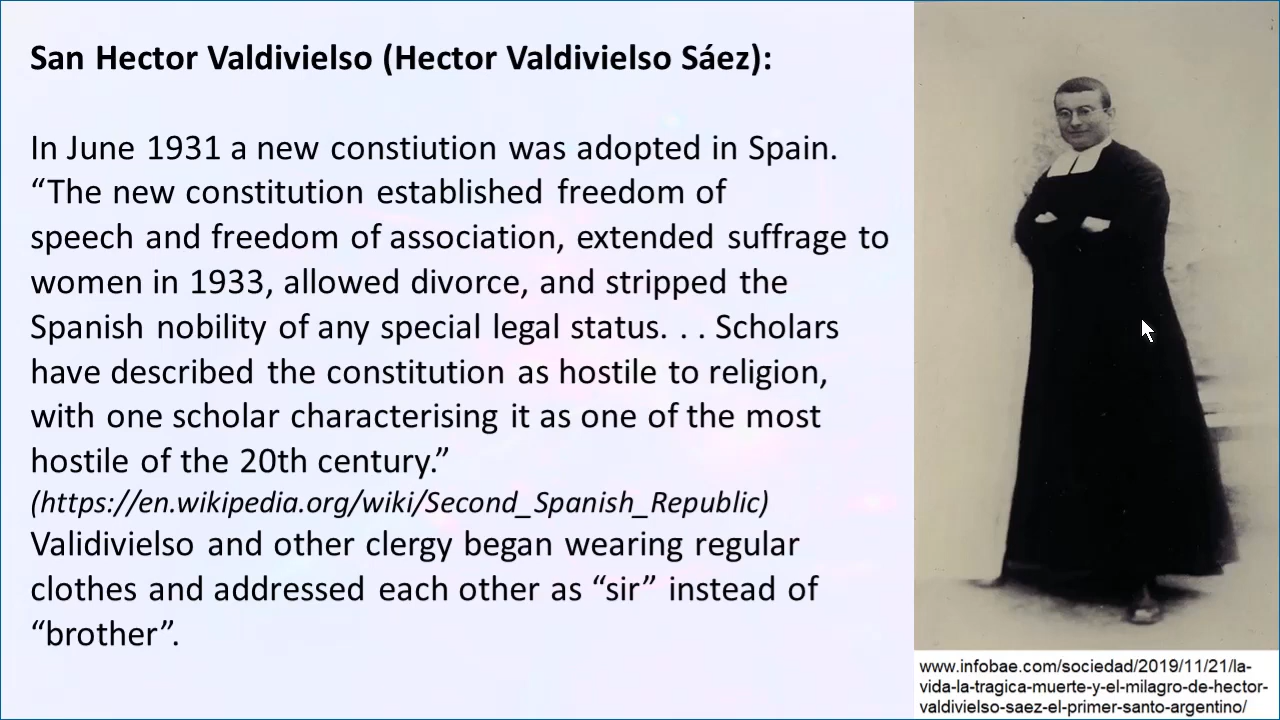 San Hector Valdivielso (Hector Valdivielso Sáez):
In June 1931 a new constiution was adopted in Spain.
“The new constitution established freedom of
speech and freedom of association, extended suffrage to
women in 1933, allowed divorce, and stripped the
Spanish nobility of any special legal status. . . Scholars
have described the constitution as hostile to religion,
with one scholar characterising it as one of the most
hostile of the 20th century.”
(https://en.wikipedia.org/wiki/Second_Spanish_Republic)
Validivielso and other clergy began wearing regular
clothes and addressed each other as “sir” instead of
“brother”.
www.infobae.com/sociedad/2019/11/21/la-
vida-la-tragica-muerte-y-el-milagro-de-hector-
valdivielso-saez-el-primer-santo-argentino/